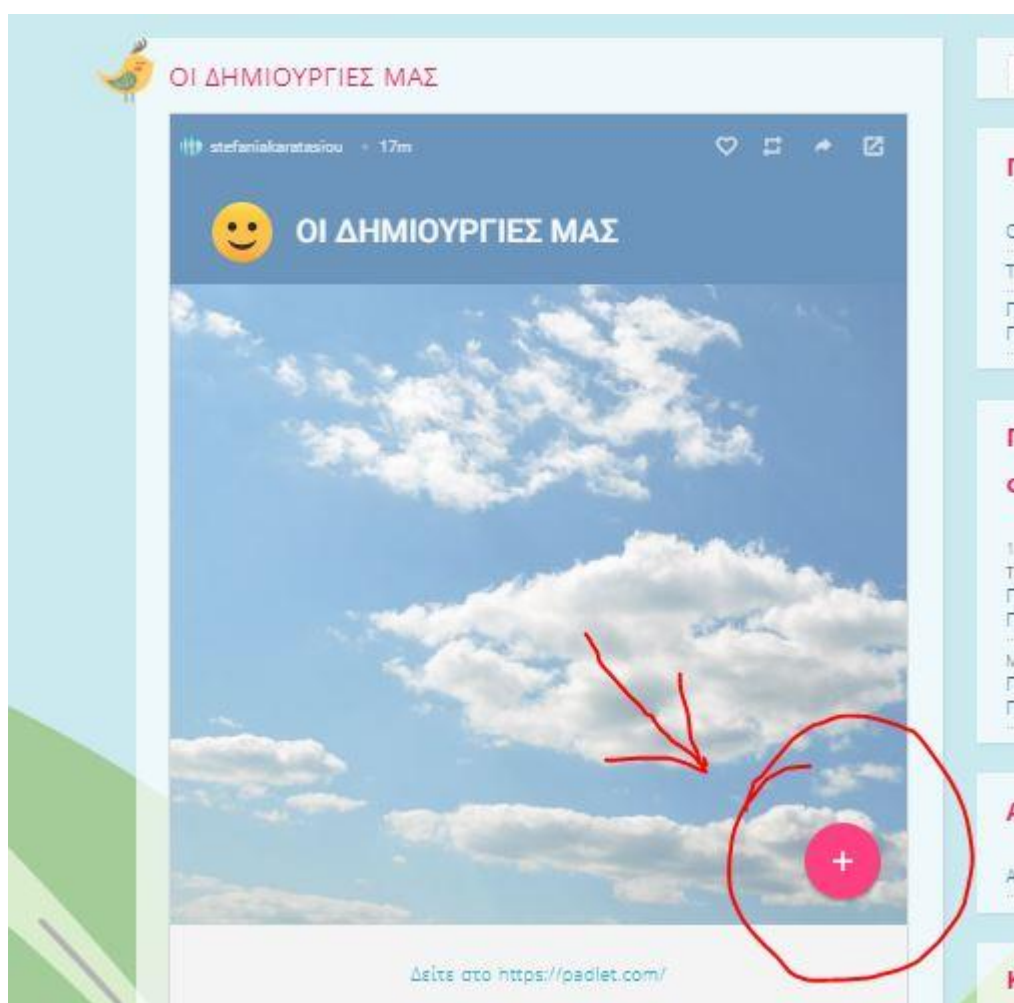 ΟΙ ΔΗΜΙΟΥΡΓΙΕΣ ΜΑΣ
stefaniakaratasiou • 17m
ΟΙ ΔΗΜΙΟΥΡΓΙΕΣ ΜΑΣ
+
Δείτε στο https://padlet.com/